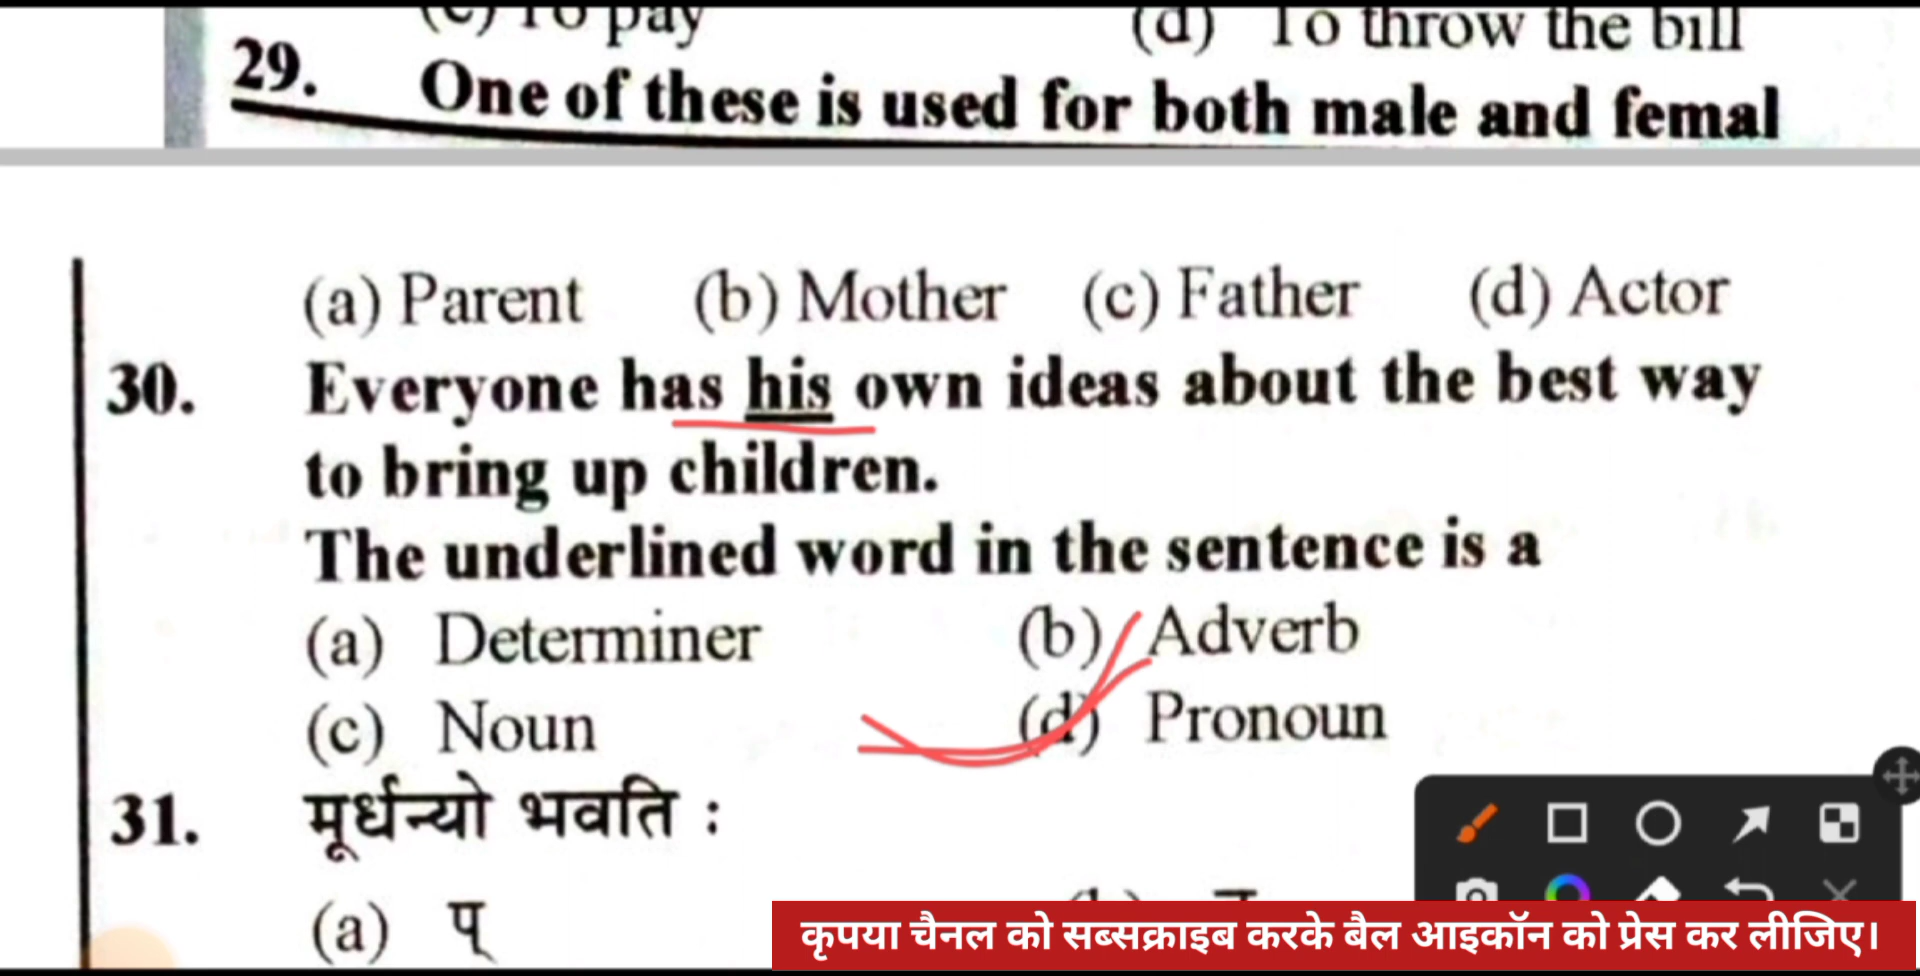 (c) To pay (d) To throw the bill
29. One of these is used for both male and femal
(a) Parent (b) Mother (c) Father (d) Actor
30. Everyone has his own ideas about the best way
to bring up children.
The underlined word in the sentence is a
(a) Determiner (b) Adverb
(c) Noun (d) Pronoun
31. मूर्धन्यो भवति :
(a) प्
कृपया चैनल को सब्सक्राइब करके बैल आइकॉन को प्रेस कर लीजिए।